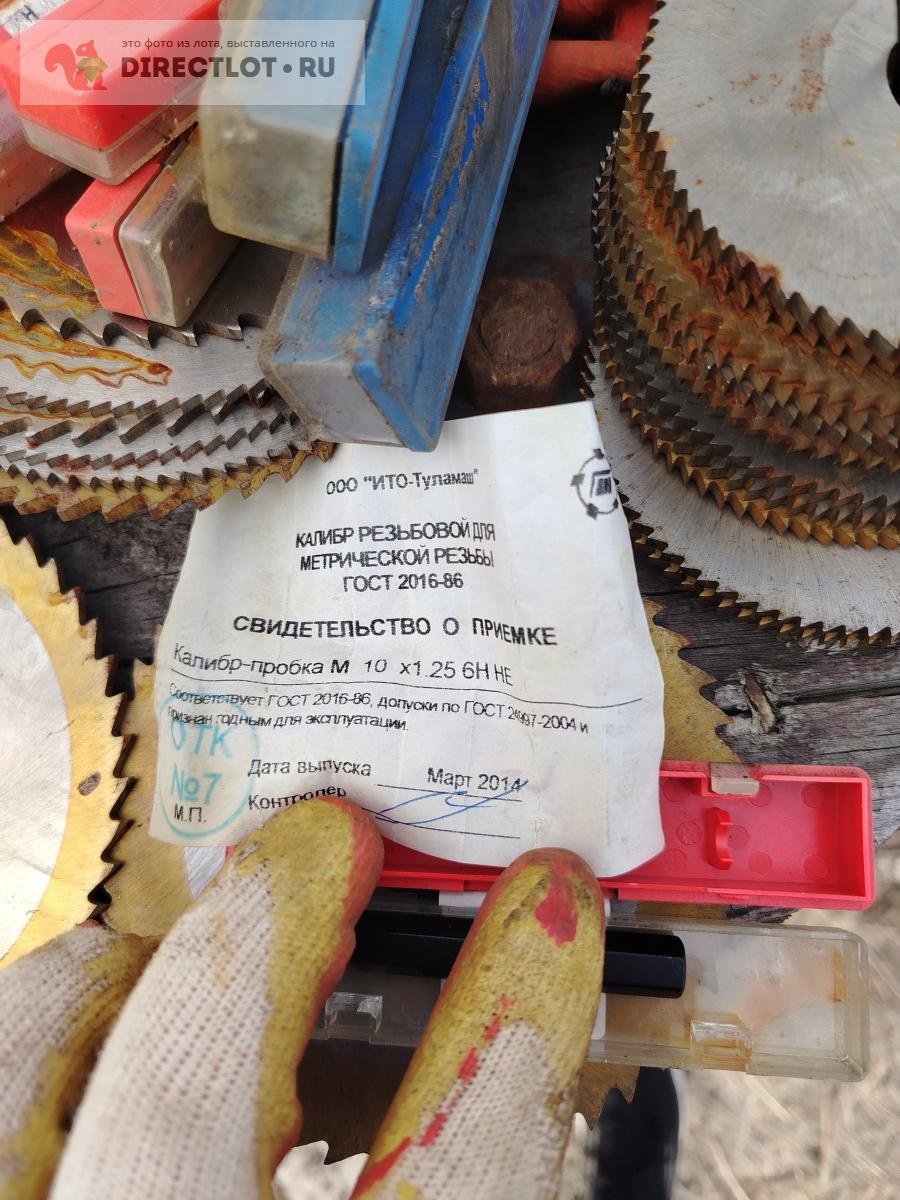 это фото из лота, выставленного на
DIRECTLOT.RU
ООО "ИТО-Туламаш"
КАЛИБР РЕЗЬБОВОЙ ДЛЯ
МЕТРИЧЕСКОЙ РЕЗЬБЫ
ГОСТ 2016-86
СВИДЕТЕЛЬСТВО О ПРИЕМКЕ
Калибр-пробка М 10 х1.25 6Н НЕ
Соответствует ГОСТ 2016-86, допуски по ГОСТ 24997-2004 и
признан годным для эксплуатации.
ОТК
№7
М.П.
Дата выпуска Март 2014
Контролер